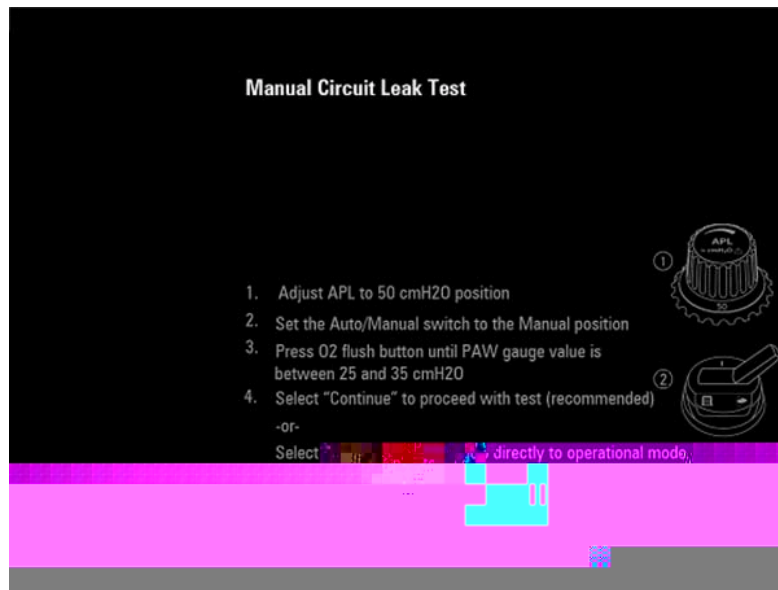 Manual Circuit Leak Test
1. Adjust APL to 50 cmH2O position
2. Set the Auto/Manual switch to the Manual position
3. Press O2 flush button until PAW gauge value is
between 25 and 35 cmH2O
4. Select "Continue" to proceed with test (recommended)
-or-
Select directly to operational mode,
1
APL
50
2